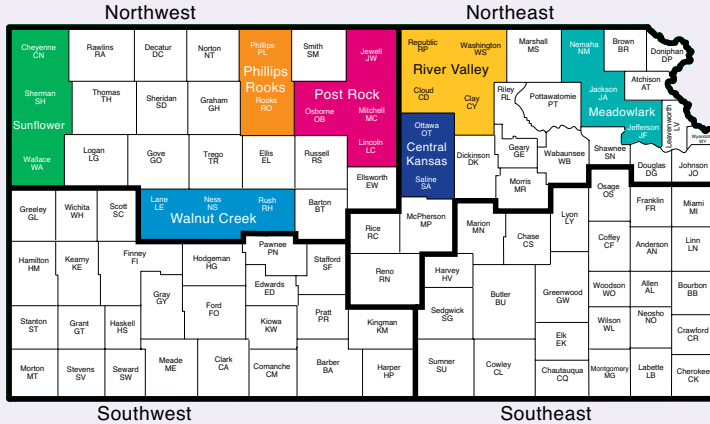 Northwest
Northeast
Cheyenne
CN
Rawlins
RA
Decatur
DC
Norton
NT
Phillips
PL
Smith
SM
Jewell
JW
Republic
RP
Washington
WS
Marshall
MS
Nemaha
NM
Brown
BR
Doniphan
DP
Sherman
SH
Thomas
TH
Sheridan
SD
Graham
GH
Phillips
Rooks
Rooks
RO
Post Rock
Osborne
OB
Mitchell
MC
River Valley
Cloud
CD
Clay
CY
Riley
RL
Pottawatomie
PT
Jackson
JA
Atchison
AT
Meadowlark
Jefferson
JF
Leavenworth
LV
Sunflower
Wallace
WA
Logan
LG
Gove
GO
Trego
TR
Ellis
EL
Russell
RS
Lincoln
LC
Ottawa
OT
Central
Kansas
Saline
SA
Dickinson
DK
Geary
GE
Wabaunsee
WB
Shawnee
SN
Douglas
DG
Johnson
JO
Ellsworth
EW
Morris
MR
Osage
OS
Greeley
GL
Wichita
WH
Scott
SC
Lane
LE
Ness
NS
Rush
RH
Walnut Creek
Barton
BT
Rice
RC
McPherson
MP
Marion
MN
Chase
CS
Lyon
LY
Franklin
FR
Miami
MI
Hamilton
HM
Kearny
KE
Finney
FI
Hodgeman
HG
Pawnee
PN
Stafford
SF
Reno
RN
Harvey
HV
Coffey
CF
Anderson
AN
Linn
LN
Gray
GY
Ford
FO
Edwards
ED
Kiowa
KW
Pratt
PR
Kingman
KM
Sedgwick
SG
Butler
BU
Greenwood
GW
Woodson
WO
Allen
AL
Bourbon
BB
Stanton
ST
Grant
GT
Haskell
HS
Elk
EK
Wilson
WL
Neosho
NO
Crawford
CR
Morton
MT
Stevens
SV
Seward
SW
Meade
ME
Clark
CA
Comanche
CM
Barber
BA
Harper
HP
Sumner
SU
Cowley
CL
Chautauqua
CQ
Montgomery
MG
Labette
LB
Cherokee
CK
Southwest
Southeast